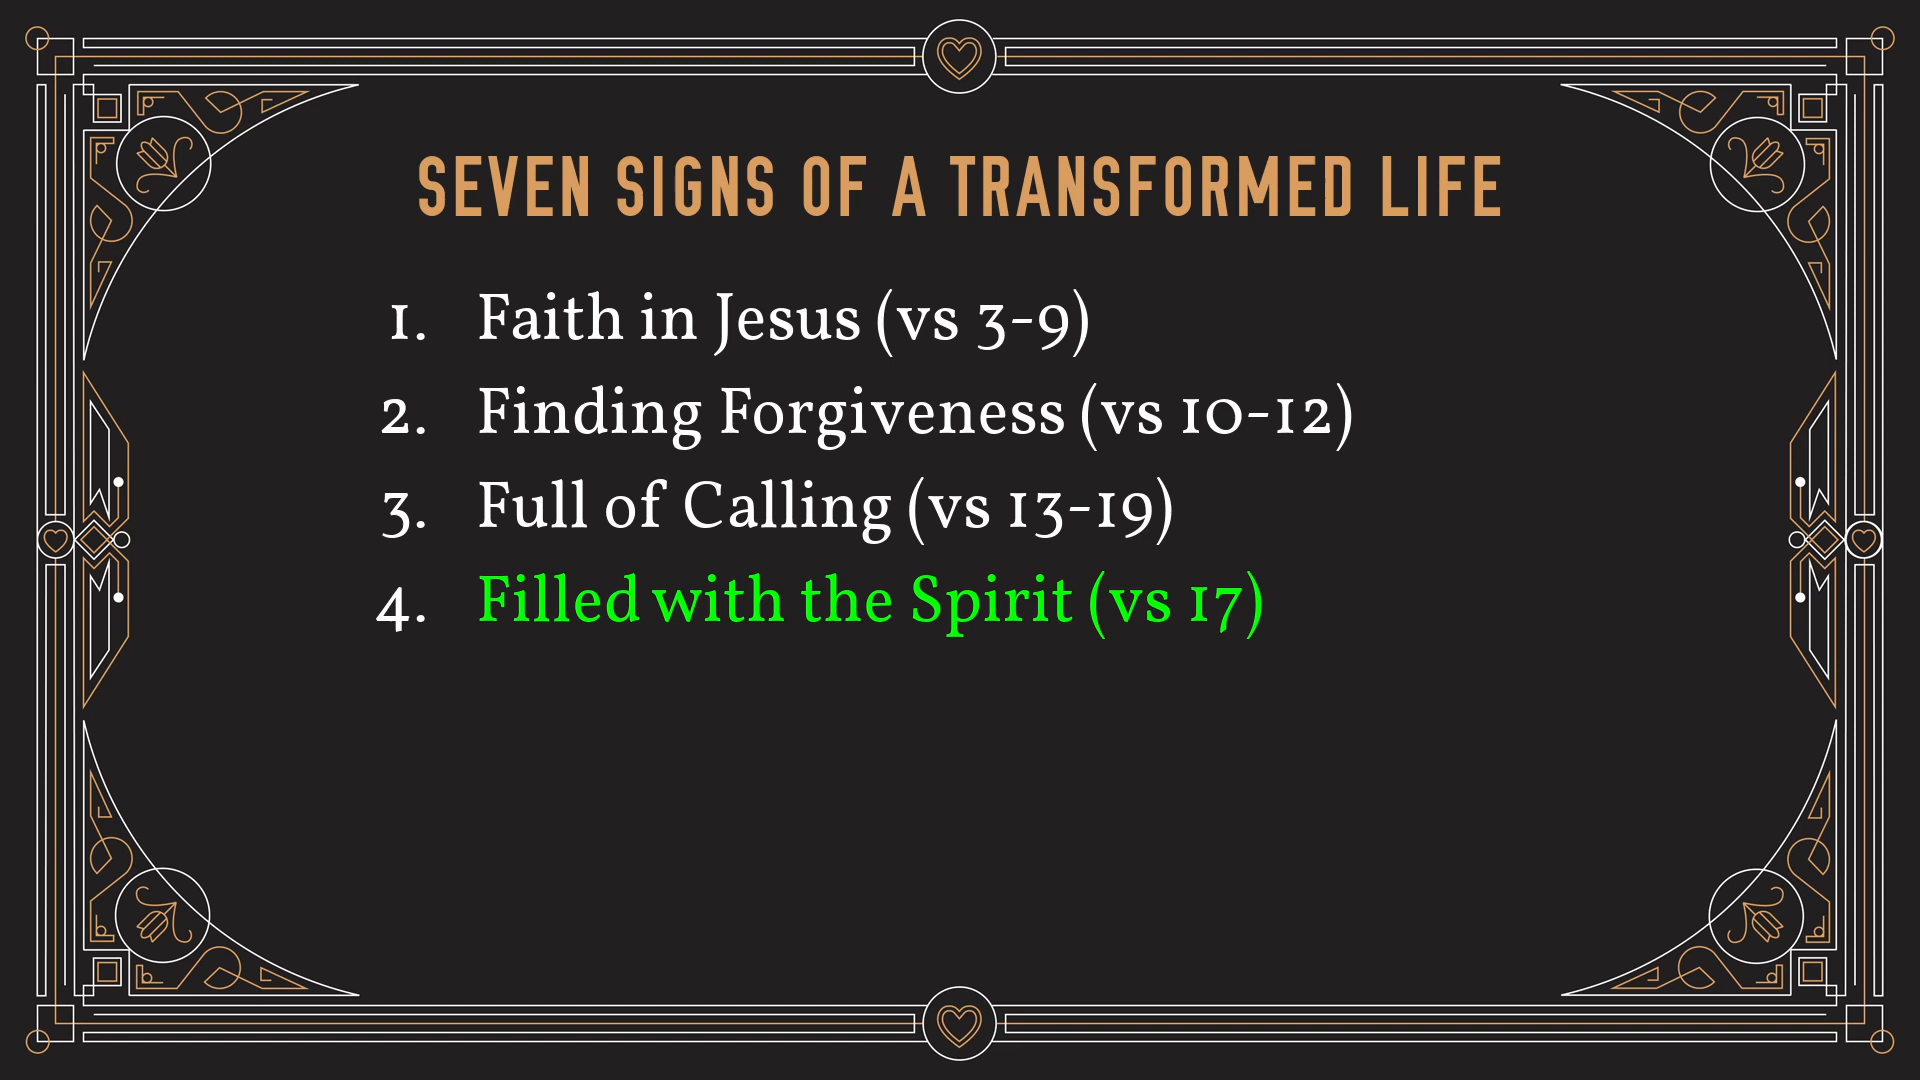 SEVEN SIGNS OF A TRANSFORMED LIFE
1. Faith in Jesus (vs 3-9)
2. Finding Forgiveness (vs 10-12)
3. Full of Calling (vs 13-19)
4. Filled with the Spirit (vs 17)